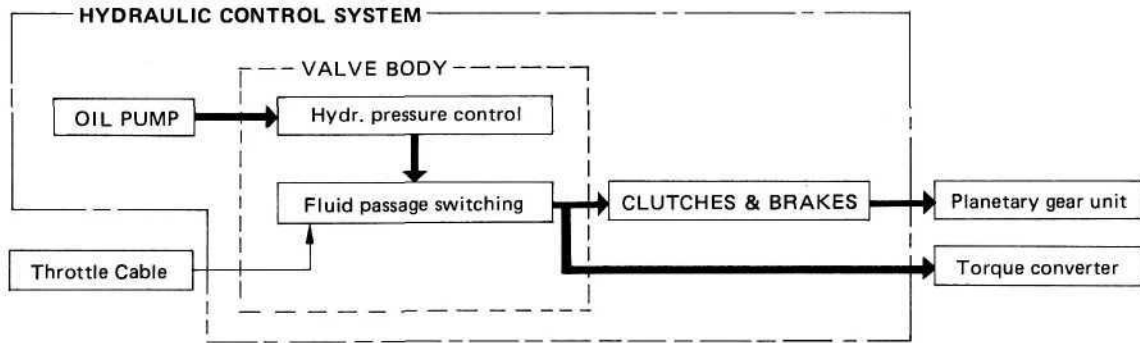 HYDRAULIC CONTROL SYSTEM
VALVE BODY
OIL PUMP
Hydr. pressure control
Fluid passage switching
CLUTCHES & BRAKES
Planetary gear unit
Throttle Cable
Torque converter